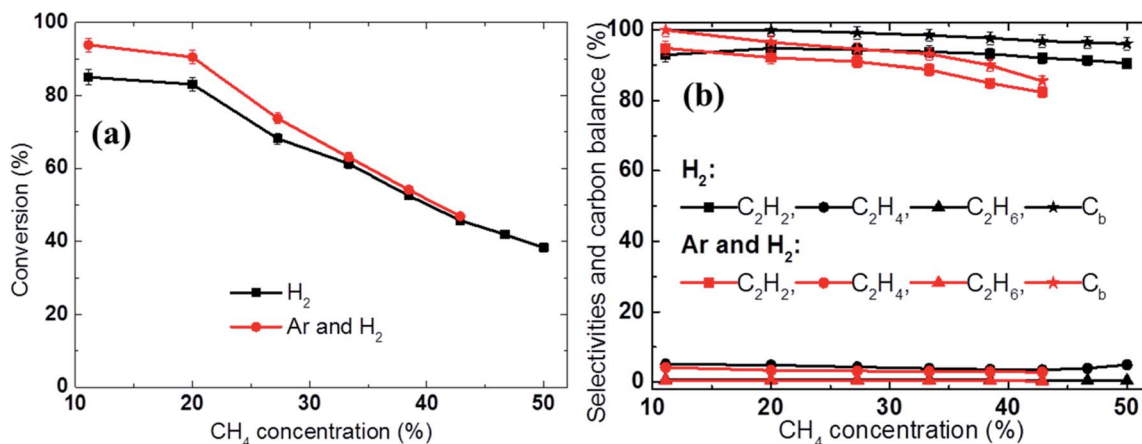 100
80
60
40
20
0
Conversion (%)
(a)
H₂
Ar and H₂
10 20 30 40 50
CH₄ concentration (%)
100
80
60
40
20
0
Selectivities and carbon balance (%)
(b)
H₂:
C₂H₂, C₂H₄, C₂H₆, C_b
Ar and H₂:
C₂H₂, C₂H₄, C₂H₆, C_b
10 20 30 40 50
CH₄ concentration (%)